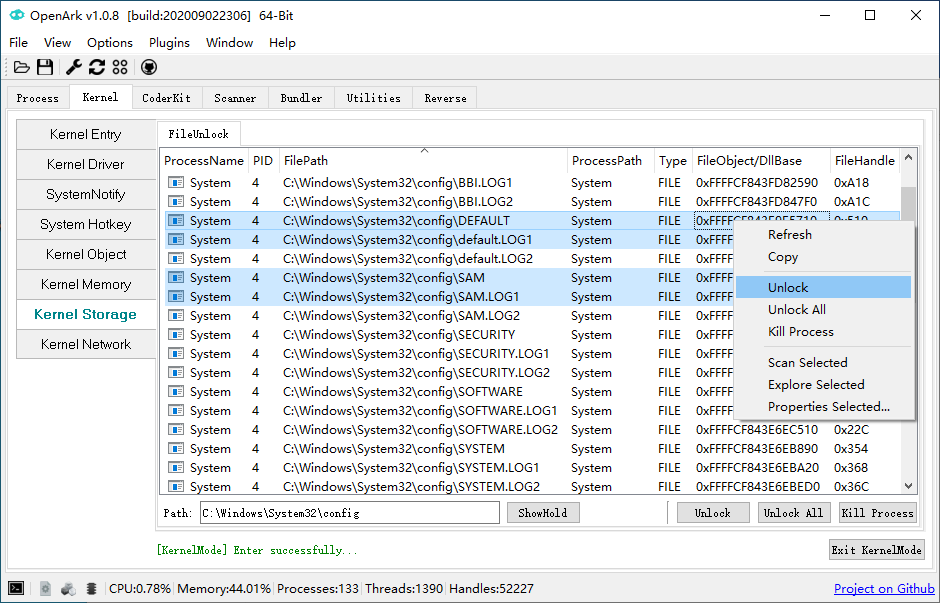 OpenArk v1.0.8 [build:202009022306] 64-Bit
File View Options Plugins Window Help
Process Kernel CoderKit Scanner Bundler Utilities Reverse
Kernel Entry
Kernel Driver
SystemNotify
System Hotkey
Kernel Object
Kernel Memory
Kernel Storage
Kernel Network
FileUnlock
ProcessName PID FilePath ProcessPath Type FileObject/DllBase FileHandle
System 4 C:\Windows\System32\config\BBI.LOG1 System FILE 0xFFFFCF843FD82590 0xA18
System 4 C:\Windows\System32\config\BBI.LOG2 System FILE 0xFFFFCF843FD847F0 0xA1C
System 4 C:\Windows\System32\config\DEFAULT System FILE
System 4 C:\Windows\System32\config\default.LOG1 System FILE 0xFFFF
System 4 C:\Windows\System32\config\default.LOG2 System FILE 0xFFFF
System 4 C:\Windows\System32\config\SAM System FILE 0xFFFF
System 4 C:\Windows\System32\config\SAM.LOG1 System FILE 0xFFFF
System 4 C:\Windows\System32\config\SAM.LOG2 System FILE 0xFFFF
System 4 C:\Windows\System32\config\SECURITY System FILE 0xFFFF
System 4 C:\Windows\System32\config\SECURITY.LOG1 System FILE 0xFFFF
System 4 C:\Windows\System32\config\SECURITY.LOG2 System FILE 0xFFFF
System 4 C:\Windows\System32\config\SOFTWARE System FILE 0xFFFF
System 4 C:\Windows\System32\config\SOFTWARE.LOG1 System FILE 0xFFFF
System 4 C:\Windows\System32\config\SOFTWARE.LOG2 System FILE 0xFFFFCF843E6EC510 0x22C
System 4 C:\Windows\System32\config\SYSTEM System FILE 0xFFFFCF843E6EB890 0x354
System 4 C:\Windows\System32\config\SYSTEM.LOG1 System FILE 0xFFFFCF843E6EBA20 0x368
System 4 C:\Windows\System32\config\SYSTEM.LOG2 System FILE 0xFFFFCF843E6EBED0 0x36C
Refresh
Copy
Unlock
Unlock All
Kill Process
Scan Selected
Explore Selected
Properties Selected...
Path: C:\Windows\System32\config ShowHold Unlock Unlock All Kill Process
[KernelMode] Enter successfully... Exit KernelMode
CPU:0.78% Memory:44.01% Processes:133 Threads:1390 Handles:52227 Project on Github